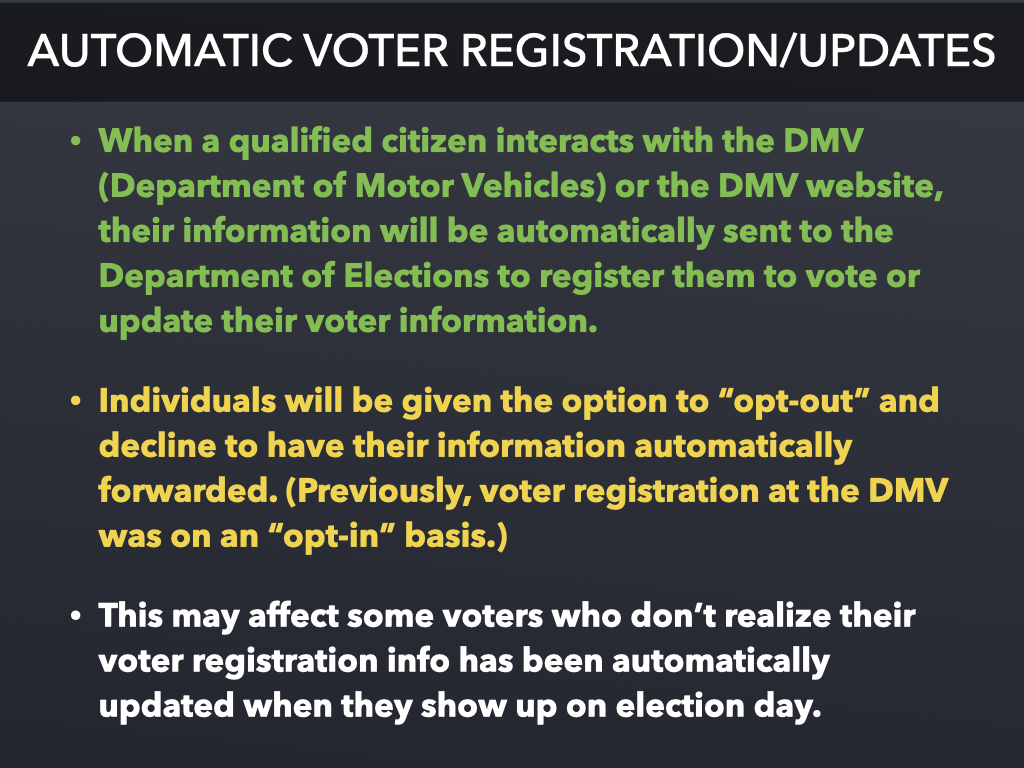 AUTOMATIC VOTER REGISTRATION/UPDATES
• When a qualified citizen interacts with the DMV
(Department of Motor Vehicles) or the DMV website,
their information will be automatically sent to the
Department of Elections to register them to vote or
update their voter information.
• Individuals will be given the option to “opt-out” and
decline to have their information automatically
forwarded. (Previously, voter registration at the DMV
was on an “opt-in” basis.)
• This may affect some voters who don’t realize their
voter registration info has been automatically
updated when they show up on election day.